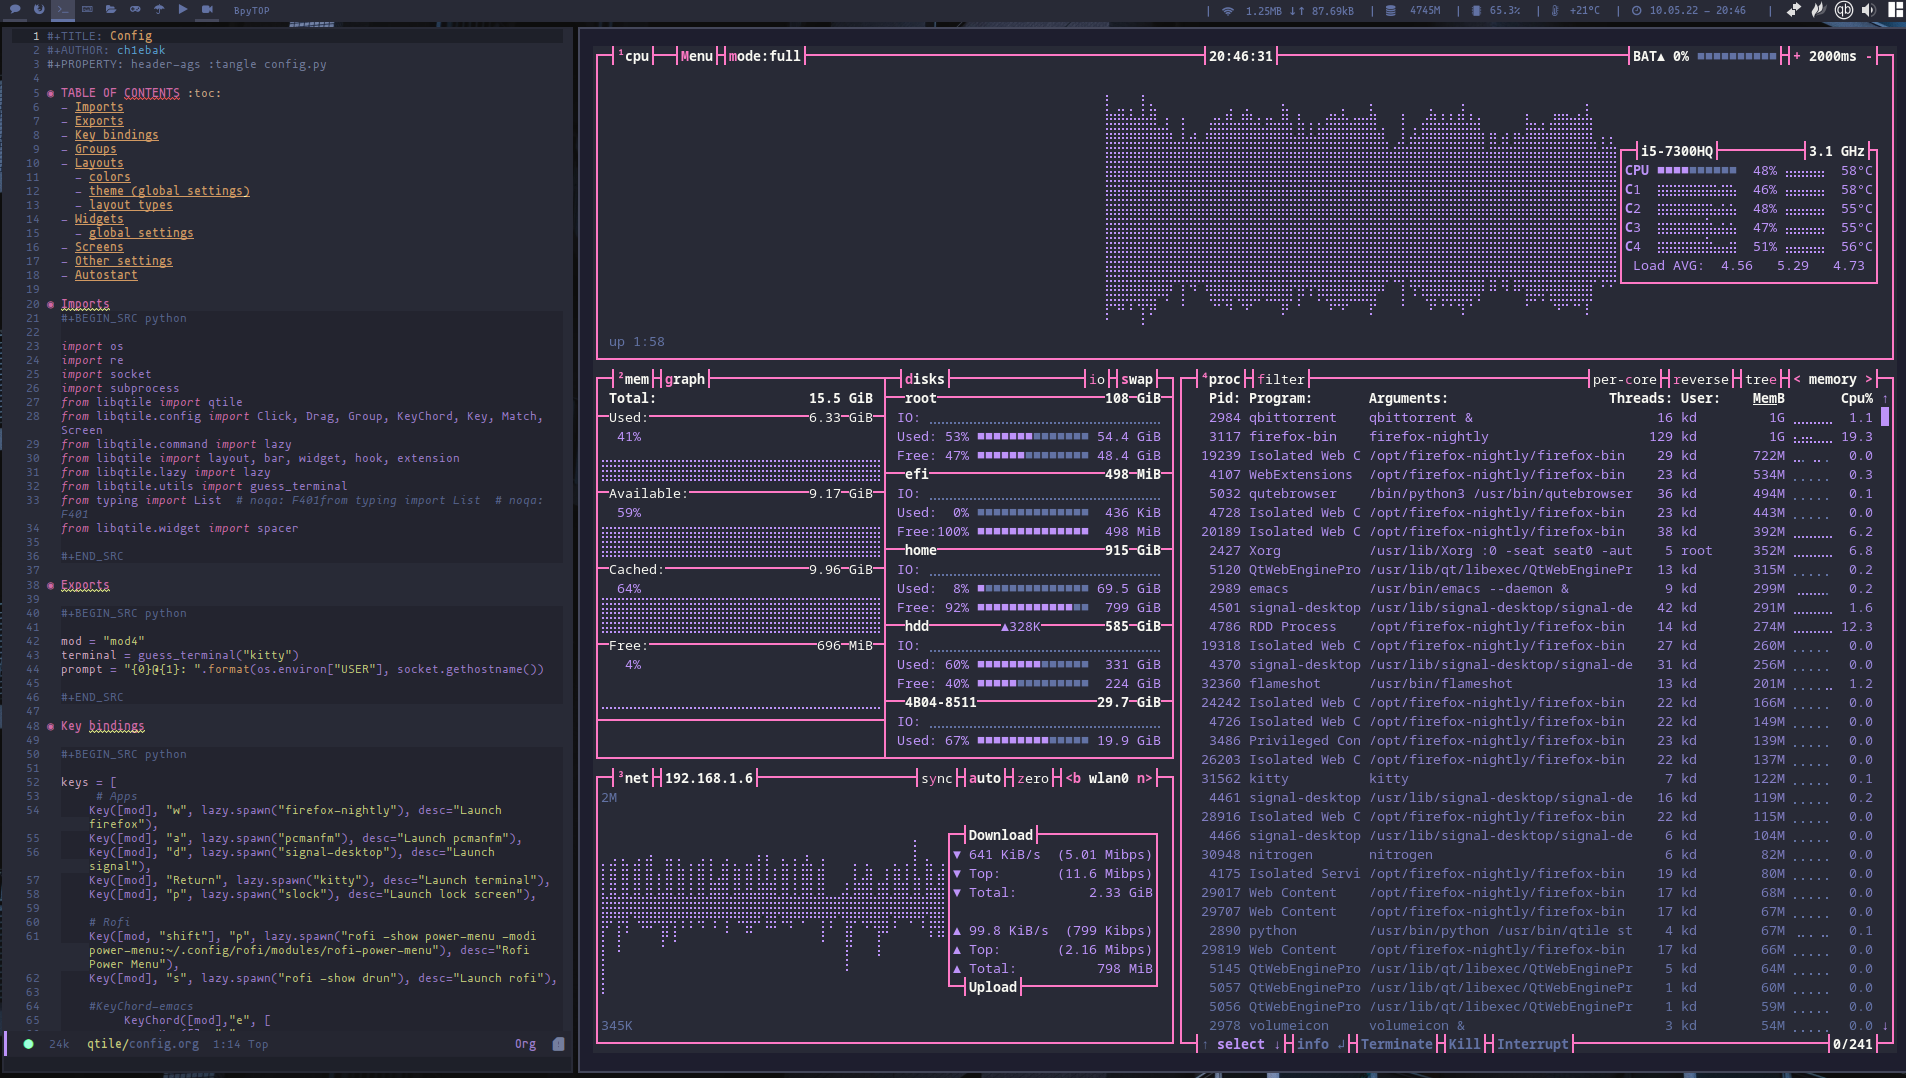 BpyTOP
1.25MB ↓↑ 87.69kB | 4745M | 65.3% | +21°C | 10.05.22 – 20:46
qb
1 #+TITLE: Config
2 #+AUTHOR: ch1ebak
3 #+PROPERTY: header-ags :tangle config.py
4
5 ◉ TABLE OF CONTENTS :toc:
6 – Imports
7 – Exports
8 – Key bindings
9 – Groups
10 – Layouts
11 – colors
12 – theme (global settings)
13 – layout types
14 – Widgets
15 – global settings
16 – Screens
17 – Other settings
18 – Autostart
19
20 ◉ Imports
21 #+BEGIN_SRC python
22
23 import os
24 import re
25 import socket
26 import subprocess
27 from libqtile import qtile
28 from libqtile.config import Click, Drag, Group, KeyChord, Key, Match,
Screen
29 from libqtile.command import lazy
30 from libqtile import layout, bar, widget, hook, extension
31 from libqtile.lazy import lazy
32 from libqtile.utils import guess_terminal
33 from typing import List  # noqa: F401from typing import List  # noqa:
F401
34 from libqtile.widget import spacer
35
36 #+END_SRC
37
38 ◉ Exports
39
40 #+BEGIN_SRC python
41
42 mod = "mod4"
43 terminal = guess_terminal("kitty")
44 prompt = "{0}@{1}: ".format(os.environ["USER"], socket.gethostname())
45
46 #+END_SRC
47
48 ◉ Key bindings
49
50 #+BEGIN_SRC python
51
52 keys = [
53 # Apps
54 Key([mod], "w", lazy.spawn("firefox-nightly"), desc="Launch
firefox"),
55 Key([mod], "a", lazy.spawn("pcmanfm"), desc="Launch pcmanfm"),
56 Key([mod], "d", lazy.spawn("signal-desktop"), desc="Launch
signal"),
57 Key([mod], "Return", lazy.spawn("kitty"), desc="Launch terminal"),
58 Key([mod], "p", lazy.spawn("slock"), desc="Launch lock screen"),
59
60 # Rofi
61 Key([mod, "shift"], "p", lazy.spawn("rofi –show power-menu –modi
power-menu:~/.config/rofi/modules/rofi-power-menu"), desc="Rofi
Power Menu"),
62 Key([mod], "s", lazy.spawn("rofi –show drun"), desc="Launch rofi"),
63
64 #KeyChord–emacs
65 KeyChord([mod],"e", [
24k qtile/config.org 1:14 Top Org
¹cpu Menu mode:full 20:46:31 BAT▲ 0% + 2000ms -
i5-7300HQ 3.1 GHz
CPU 48% 58°C
C1 46% 58°C
C2 48% 55°C
C3 47% 55°C
C4 51% 56°C
Load AVG: 4.56 5.29 4.73
up 1:58
²mem graph
Total: 15.5 GiB
Used: 6.33 GiB
41%
Available: 9.17 GiB
59%
Cached: 9.96 GiB
64%
Free: 696 MiB
4%
disks io swap
root 108 GiB
IO:
Used: 53% 54.4 GiB
Free: 47% 48.4 GiB
efi 498 MiB
IO:
Used: 0% 436 KiB
Free:100% 498 MiB
home 915 GiB
IO:
Used: 8% 69.5 GiB
Free: 92% 799 GiB
hdd ▲328K 585 GiB
IO:
Used: 60% 331 GiB
Free: 40% 224 GiB
4B04-8511 29.7 GiB
IO:
Used: 67% 19.9 GiB
³net 192.168.1.6 sync auto zero <b wlan0 n>
2M
Download
▼ 641 KiB/s (5.01 Mibps)
▼ Top: (11.6 Mibps)
▼ Total: 2.33 GiB
▲ 99.8 KiB/s (799 Kibps)
▲ Top: (2.16 Mibps)
▲ Total: 798 MiB
Upload
345K
⁴proc filter per-core reverse tree < memory >
Pid: Program: Arguments: Threads: User: MemB Cpu% ↑
2984 qbittorrent qbittorrent & 16 kd 1G 1.1
3117 firefox-bin firefox-nightly 129 kd 1G 19.3
19239 Isolated Web C /opt/firefox-nightly/firefox-bin 29 kd 722M 0.0
4107 WebExtensions /opt/firefox-nightly/firefox-bin 23 kd 534M 0.3
5032 qutebrowser /bin/python3 /usr/bin/qutebrowser 36 kd 494M 0.1
4728 Isolated Web C /opt/firefox-nightly/firefox-bin 23 kd 443M 0.0
20189 Isolated Web C /opt/firefox-nightly/firefox-bin 38 kd 392M 6.2
2427 Xorg /usr/lib/Xorg :0 -seat seat0 -aut 5 root 352M 6.8
5120 QtWebEnginePro /usr/lib/qt/libexec/QtWebEnginePr 13 kd 315M 0.2
2989 emacs /usr/bin/emacs --daemon & 9 kd 299M 0.2
4501 signal-desktop /usr/lib/signal-desktop/signal-de 42 kd 291M 1.6
4786 RDD Process /opt/firefox-nightly/firefox-bin 14 kd 274M 12.3
19318 Isolated Web C /opt/firefox-nightly/firefox-bin 27 kd 260M 0.0
4370 signal-desktop /usr/lib/signal-desktop/signal-de 31 kd 256M 0.0
32360 flameshot /usr/bin/flameshot 13 kd 201M 1.2
24242 Isolated Web C /opt/firefox-nightly/firefox-bin 22 kd 166M 0.0
4726 Isolated Web C /opt/firefox-nightly/firefox-bin 22 kd 149M 0.0
3486 Privileged Con /opt/firefox-nightly/firefox-bin 23 kd 139M 0.0
26203 Isolated Web C /opt/firefox-nightly/firefox-bin 22 kd 137M 0.0
31562 kitty kitty 7 kd 122M 0.1
4461 signal-desktop /usr/lib/signal-desktop/signal-de 16 kd 119M 0.2
28916 Isolated Web C /opt/firefox-nightly/firefox-bin 22 kd 115M 0.0
4466 signal-desktop /usr/lib/signal-desktop/signal-de 6 kd 104M 0.0
30948 nitrogen nitrogen 6 kd 82M 0.0
4175 Isolated Servi /opt/firefox-nightly/firefox-bin 19 kd 80M 0.0
29017 Web Content /opt/firefox-nightly/firefox-bin 17 kd 68M 0.0
29707 Web Content /opt/firefox-nightly/firefox-bin 17 kd 67M 0.0
2890 python /usr/bin/python /usr/bin/qtile st 4 kd 67M 0.1
29819 Web Content /opt/firefox-nightly/firefox-bin 17 kd 66M 0.0
5145 QtWebEnginePro /usr/lib/qt/libexec/QtWebEnginePr 5 kd 64M 0.0
5057 QtWebEnginePro /usr/lib/qt/libexec/QtWebEnginePr 1 kd 60M 0.0
5056 QtWebEnginePro /usr/lib/qt/libexec/QtWebEnginePr 1 kd 59M 0.0
2978 volumeicon volumeicon & 3 kd 54M 0.0 ↓
↑ select ↓ info ↲ Terminate Kill Interrupt 0/241